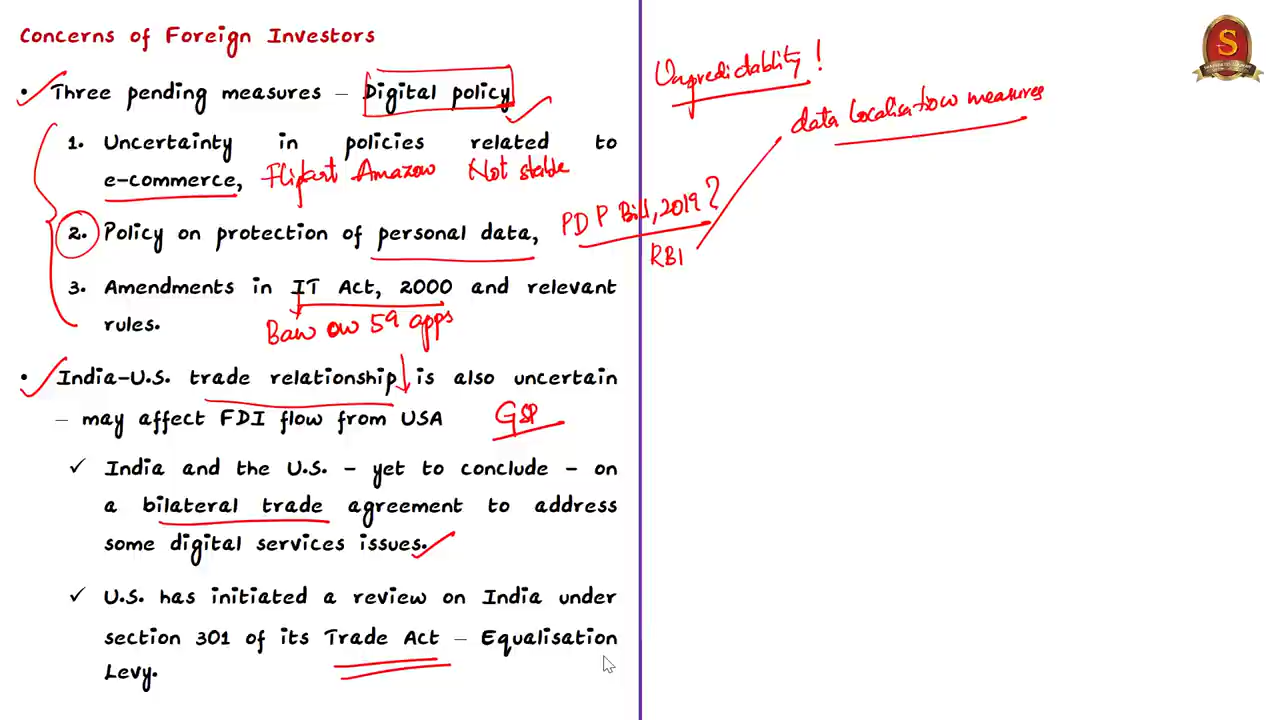 Concerns of Foreign Investors
• Three pending measures – Digital policy
1. Uncertainty in policies related to
e-commerce, Flipkart Amazon Not stable
2. Policy on protection of personal data,
3. Amendments in IT Act, 2000 and relevant
rules.
Ban on 59 apps
• India-U.S. trade relationship is also uncertain
– may affect FDI flow from USA GSP
✓ India and the U.S. - yet to conclude - on
a bilateral trade agreement to address
some digital services issues.
✓ U.S. has initiated a review on India under
section 301 of its Trade Act – Equalisation
Levy.
Unpredictablity !
data localisation measures
PDP Bill, 2019?
RBI
S